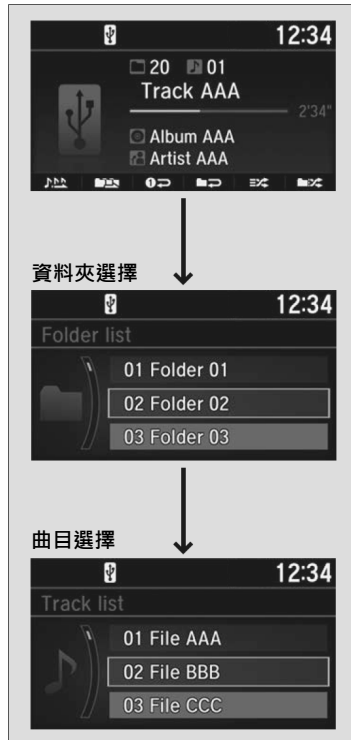 12:34
20 01
Track AAA
2'34"
Album AAA
Artist AAA
資料夾選擇
12:34
Folder list
01 Folder 01
02 Folder 02
03 Folder 03
曲目選擇
12:34
Track list
01 File AAA
02 File BBB
03 File CCC